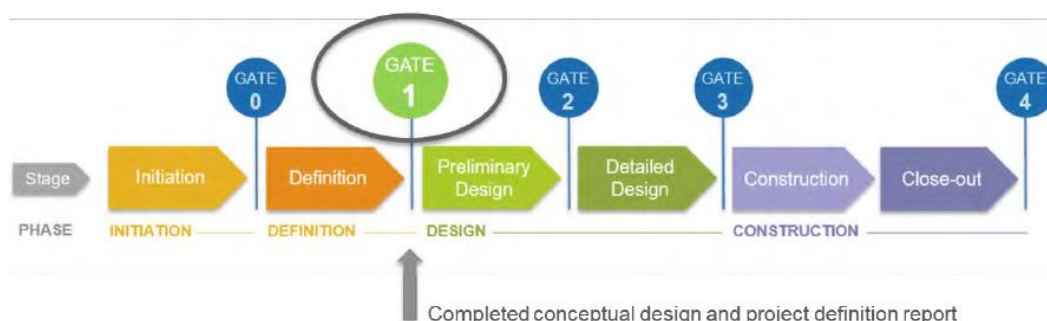 GATE
0
GATE
1
GATE
2
GATE
3
GATE
4
Stage
Initiation
Definition
Preliminary
Design
Detailed
Design
Construction
Close-out
PHASE
INITIATION
DEFINITION
DESIGN
CONSTRUCTION
Completed conceptual design and project definition report